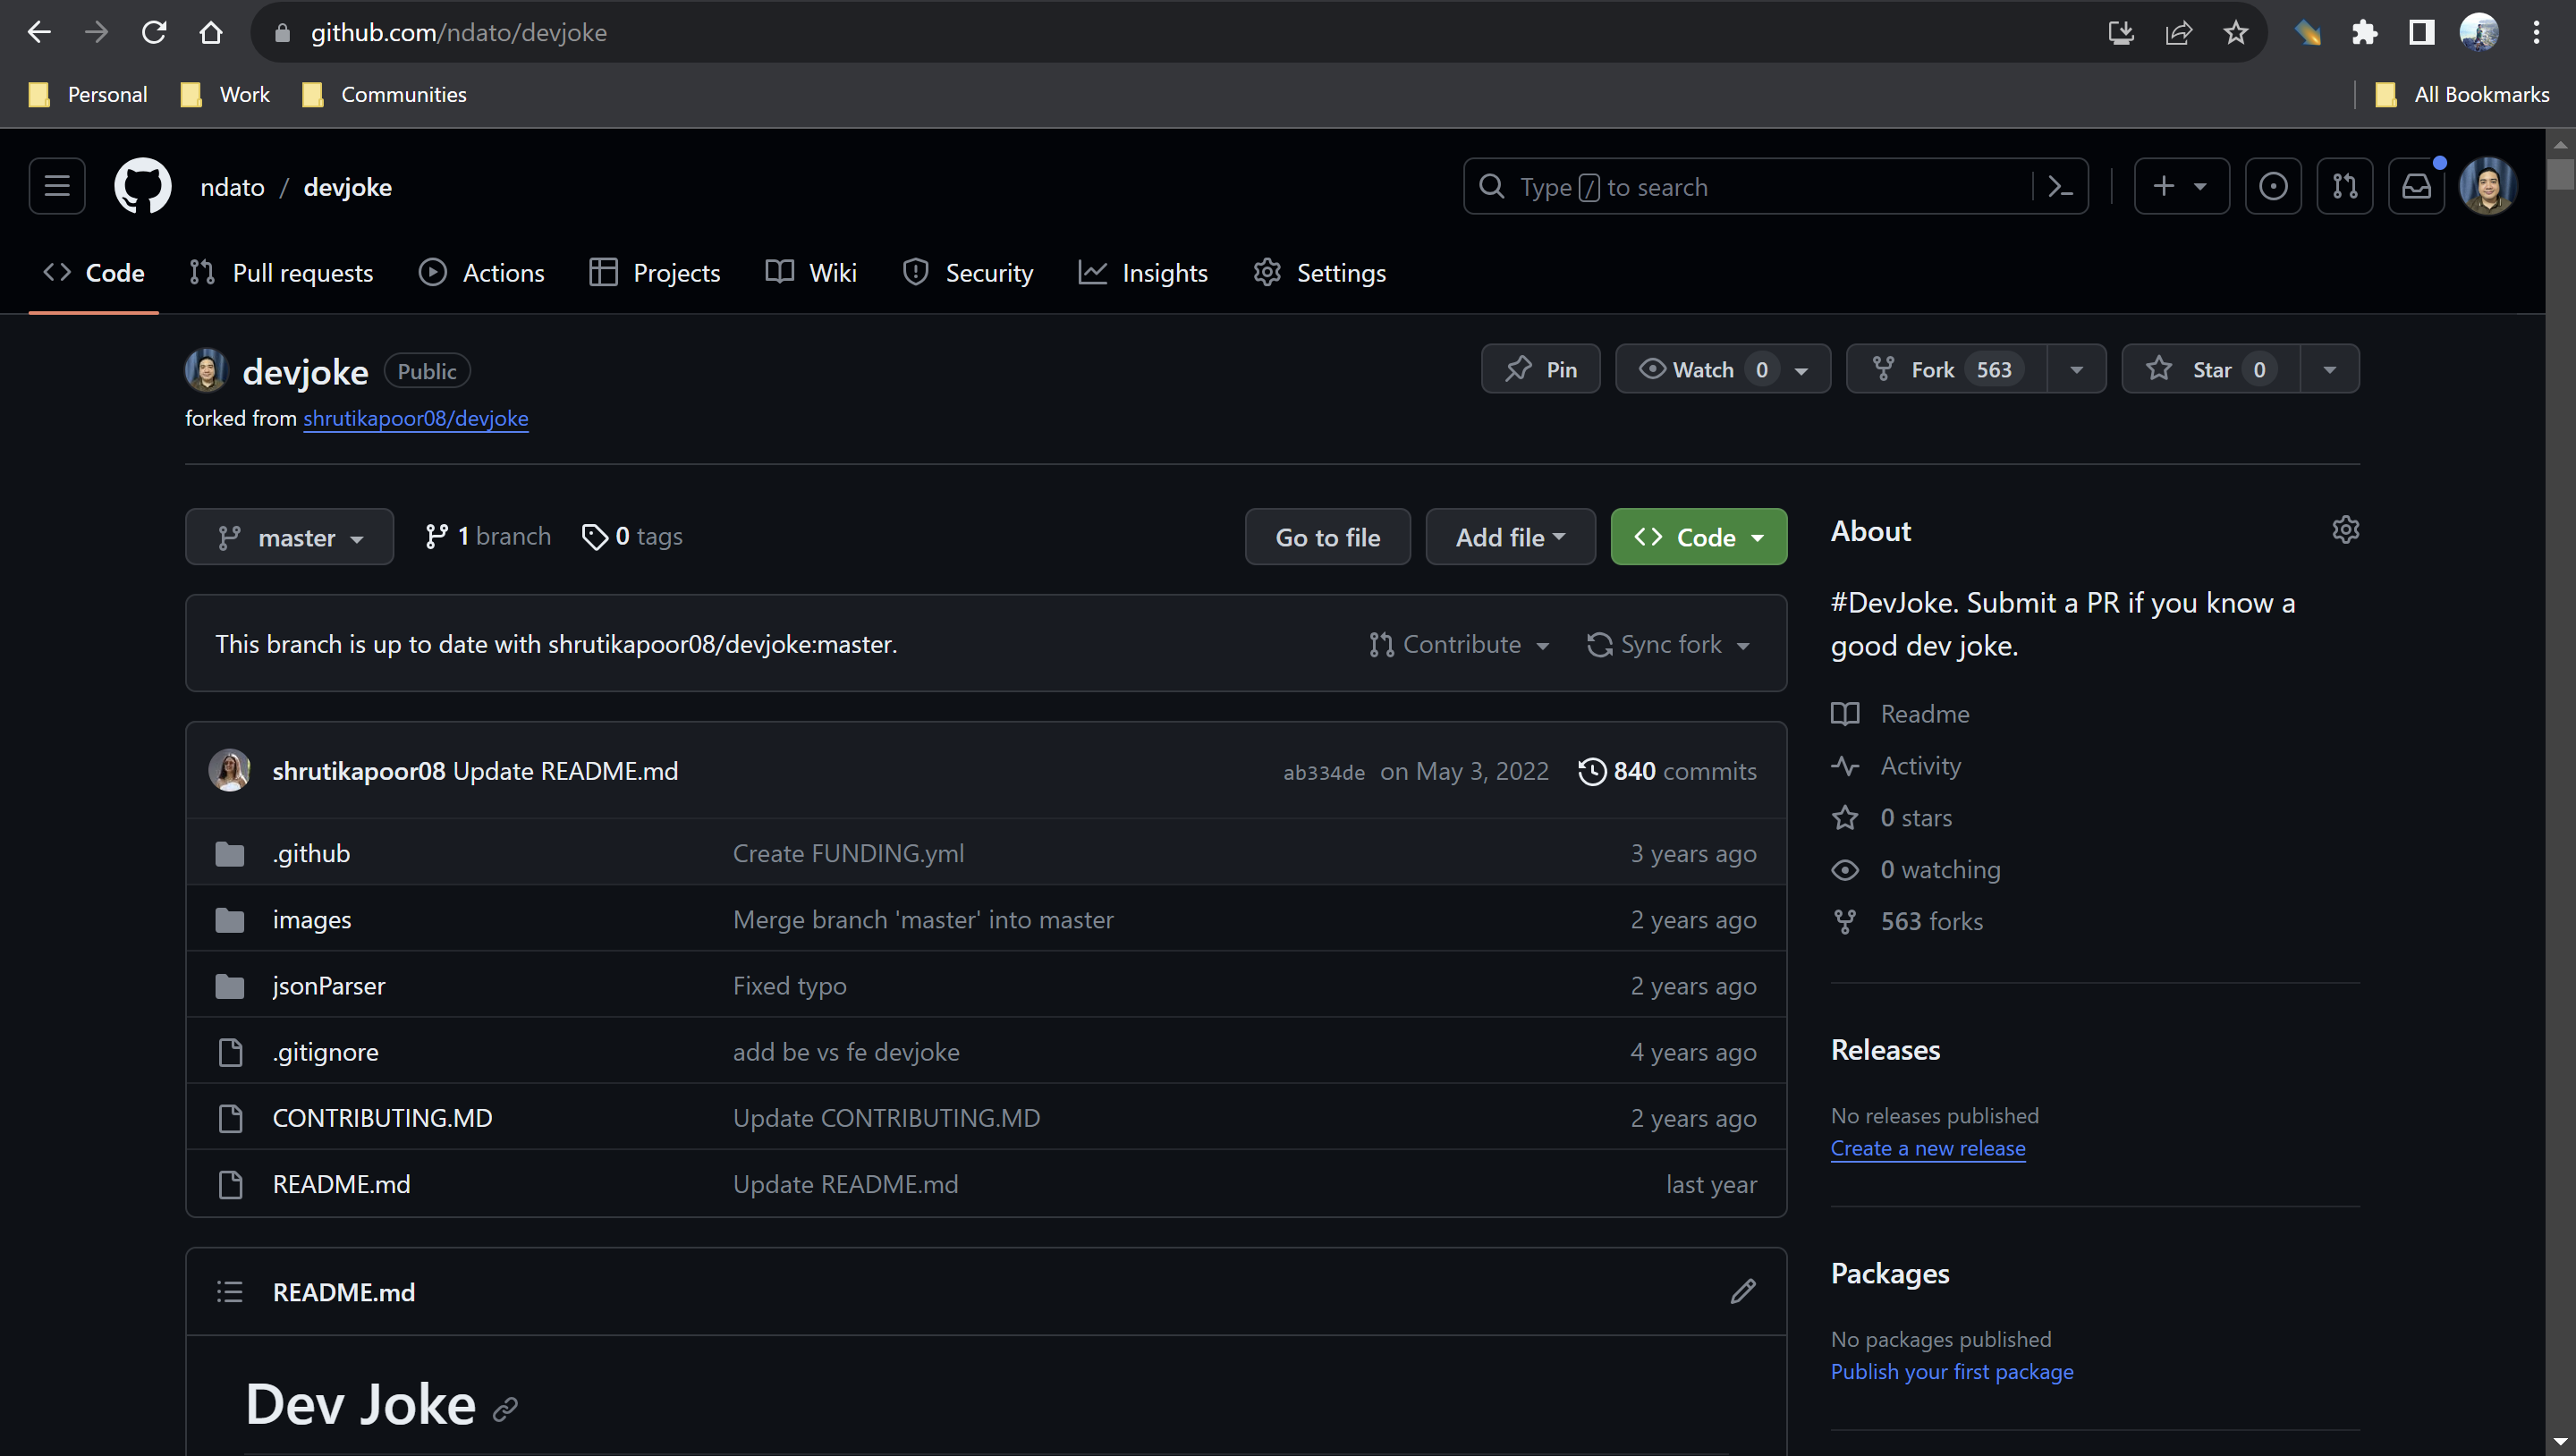 github.com/ndato/devjoke
Personal Work Communities All Bookmarks
ndato / devjoke Type / to search
Code Pull requests Actions Projects Wiki Security Insights Settings
devjoke Public Pin Watch 0 Fork 563 Star 0
forked from shrutikapoor08/devjoke
master 1 branch 0 tags Go to file Add file Code
This branch is up to date with shrutikapoor08/devjoke:master. Contribute Sync fork
shrutikapoor08 Update README.md ab334de on May 3, 2022 840 commits
.github Create FUNDING.yml 3 years ago
images Merge branch 'master' into master 2 years ago
jsonParser Fixed typo 2 years ago
.gitignore add be vs fe devjoke 4 years ago
CONTRIBUTING.MD Update CONTRIBUTING.MD 2 years ago
README.md Update README.md last year
README.md
Dev Joke
About
#DevJoke. Submit a PR if you know a
good dev joke.
Readme
Activity
0 stars
0 watching
563 forks
Releases
No releases published
Create a new release
Packages
No packages published
Publish your first package